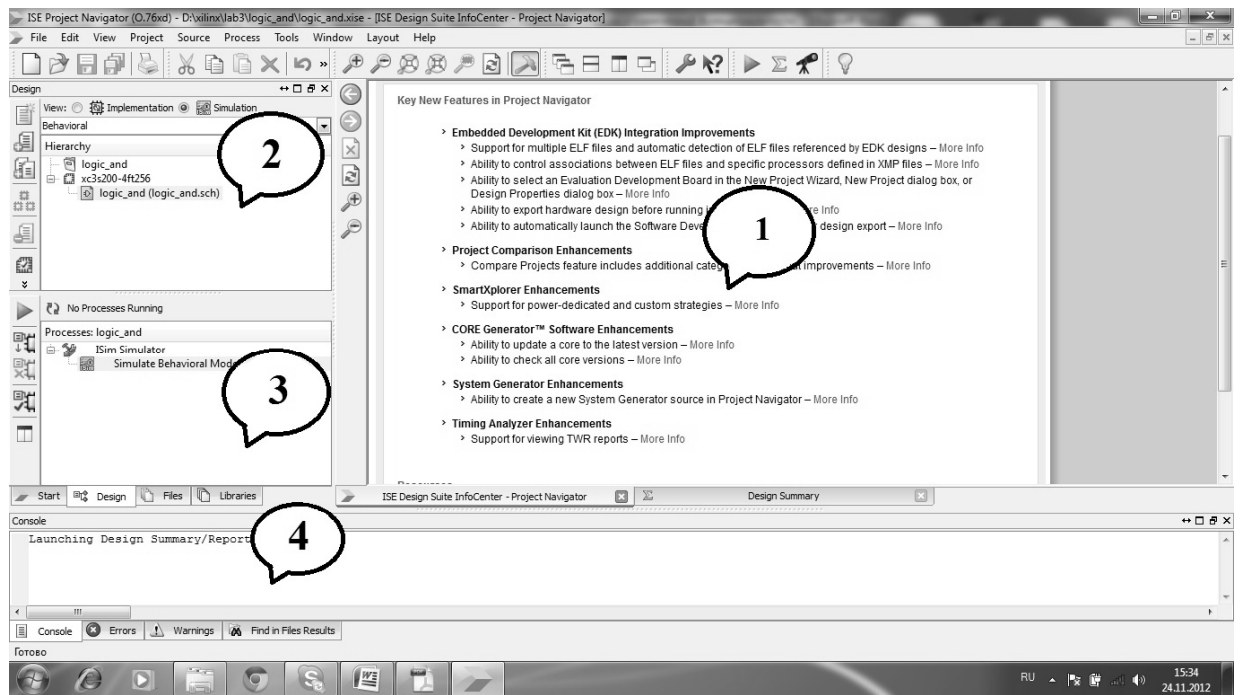 ISE Project Navigator (O.76xd) - D:\xilinx\lab3\logic_and\logic_and.xise - [ISE Design Suite InfoCenter - Project Navigator]
File Edit View Project Source Process Tools Window Layout Help
Design
View: Implementation Simulation
Behavioral
Hierarchy
logic_and
xc3s200-4ft256
logic_and (logic_and.sch)
2
No Processes Running
Processes: logic_and
ISim Simulator
Simulate Behavioral
3
Start Design Files Libraries
Key New Features in Project Navigator
> Embedded Development Kit (EDK) Integration Improvements
> Support for multiple ELF files and automatic detection of ELF files referenced by EDK designs – More Info
> Ability to control associations between ELF files and specific processors defined in XMP files – More Info
> Ability to select an Evaluation Development Board in the New Project Wizard, New Project dialog box, or
Design Properties dialog box – More Info
> Ability to export hardware design before running Info
> Ability to automatically launch the Software design export – More Info
1
> Project Comparison Enhancements
> Compare Projects feature includes additional improvements – More Info
> SmartXplorer Enhancements
> Support for power-dedicated and custom strategies – More Info
> CORE Generator™ Software Enhancements
> Ability to update a core to the latest version – More Info
> Ability to check all core versions – More Info
> System Generator Enhancements
> Ability to create a new System Generator source in Project Navigator – More Info
> Timing Analyzer Enhancements
> Support for viewing TWR reports – More Info
ISE Design Suite InfoCenter - Project Navigator Design Summary
Console
Launching Design Summary/Report
4
Console Errors Warnings Find in Files Results
Готово
RU 15:34
24.11.2012